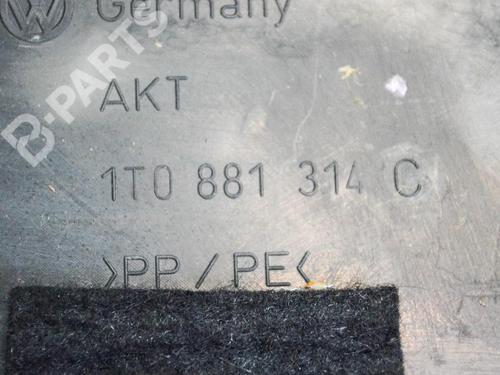 Germany
AKT
1T0 881 314 C
>PP/PE<
B-PARTS